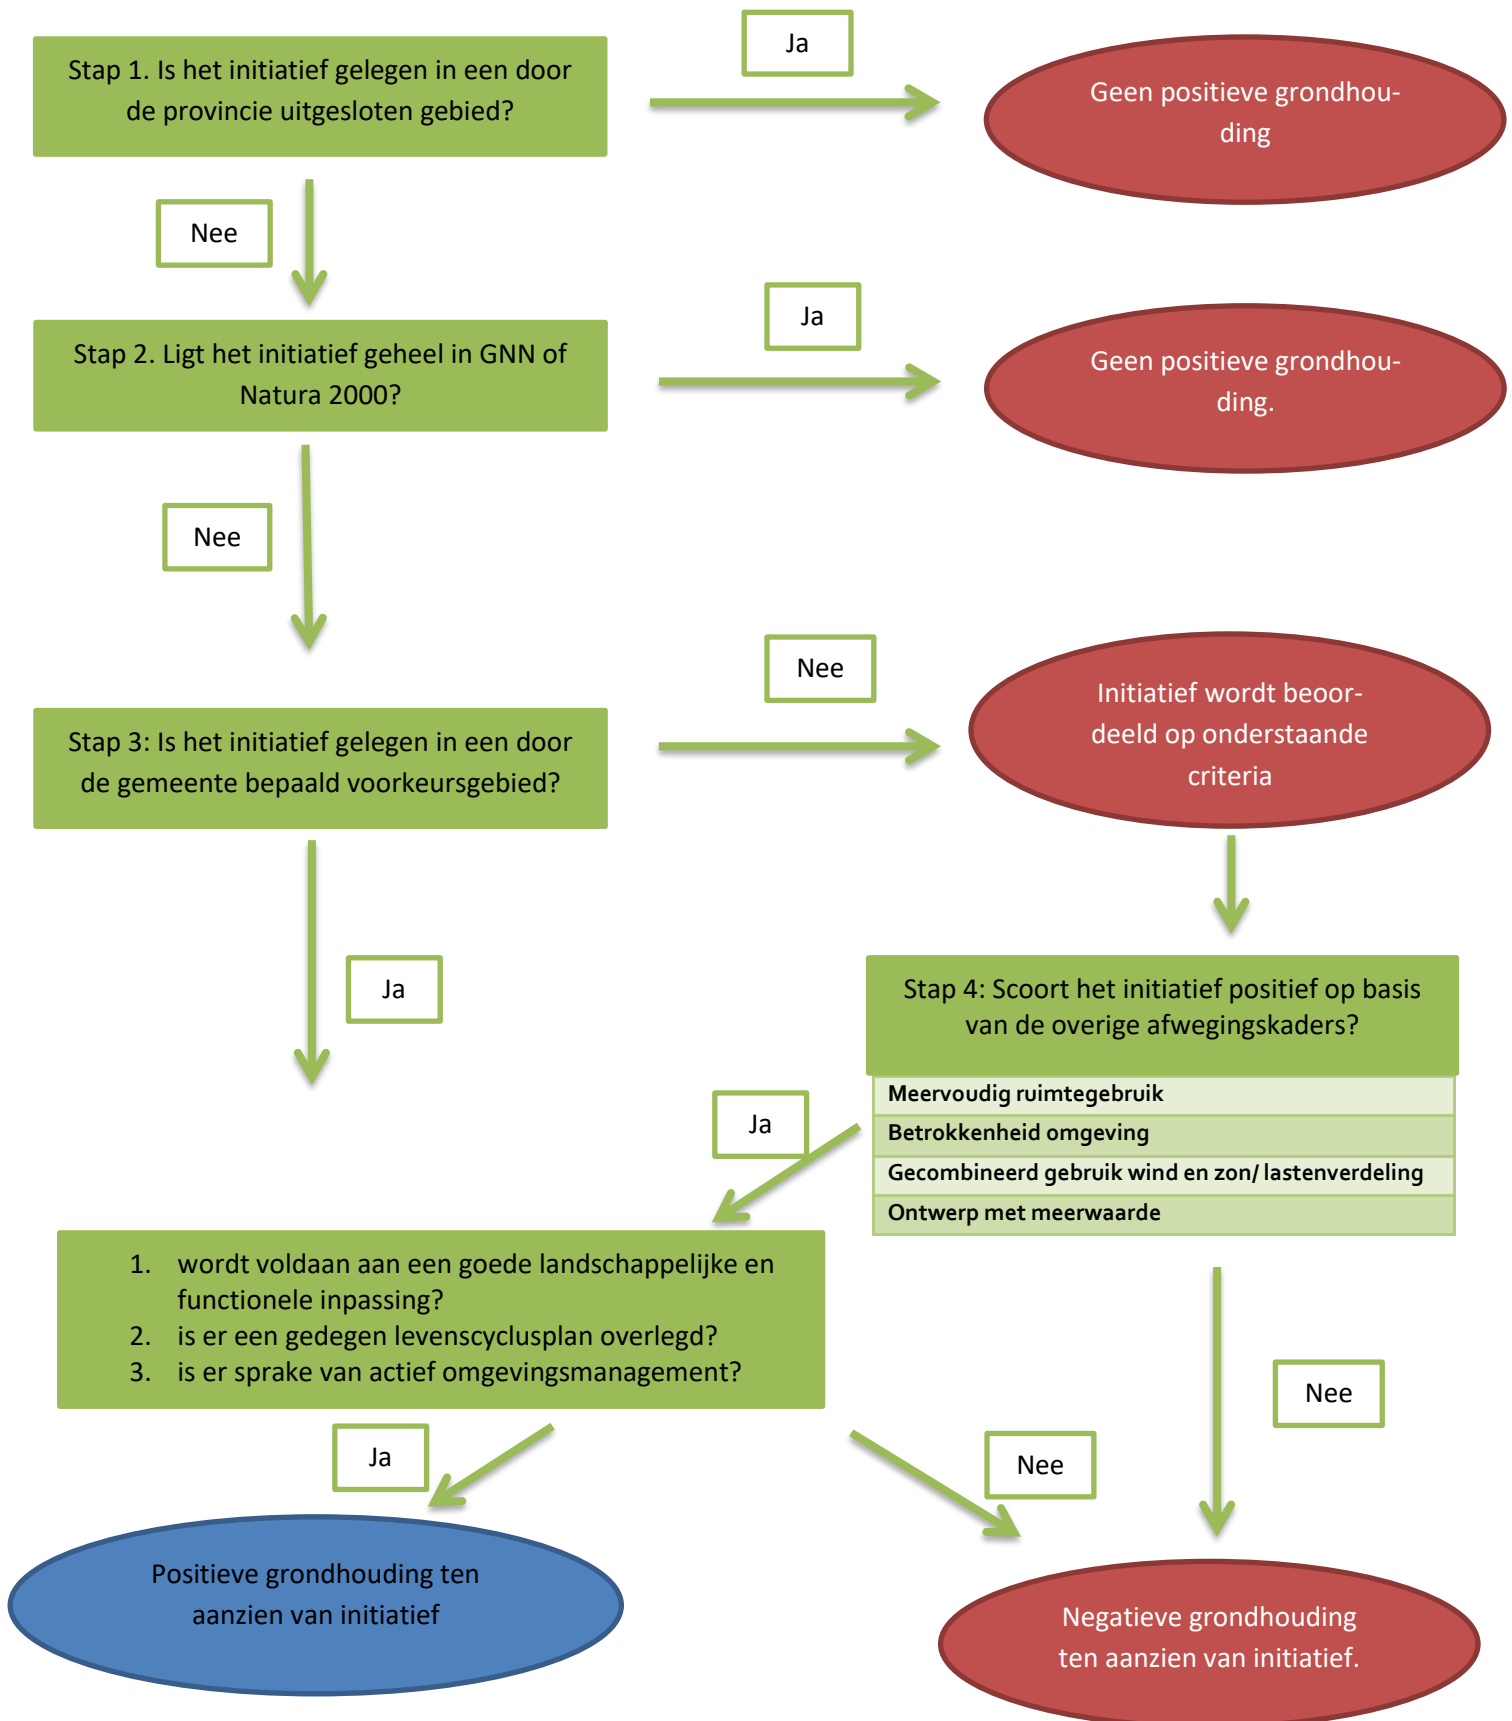 Stap 1. Is het initiatief gelegen in een door
de provincie uitgesloten gebied?
Ja
Geen positieve grondhou-
ding
Nee
Stap 2. Ligt het initiatief geheel in GNN of
Natura 2000?
Ja
Geen positieve grondhou-
ding.
Nee
Stap 3: Is het initiatief gelegen in een door
de gemeente bepaald voorkeursgebied?
Nee
Initiatief wordt beoor-
deeld op onderstaande
criteria
Ja
Stap 4: Scoort het initiatief positief op basis
van de overige afwegingskaders?
Meervoudig ruimtegebruik
Betrokkenheid omgeving
Gecombineerd gebruik wind en zon/ lastenverdeling
Ontwerp met meerwaarde
Ja
1. wordt voldaan aan een goede landschappelijke en
functionele inpassing?
2. is er een gedegen levenscyclusplan overlegd?
3. is er sprake van actief omgevingsmanagement?
Nee
Ja
Nee
Positieve grondhouding ten
aanzien van initiatief
Negatieve grondhouding
ten aanzien van initiatief.